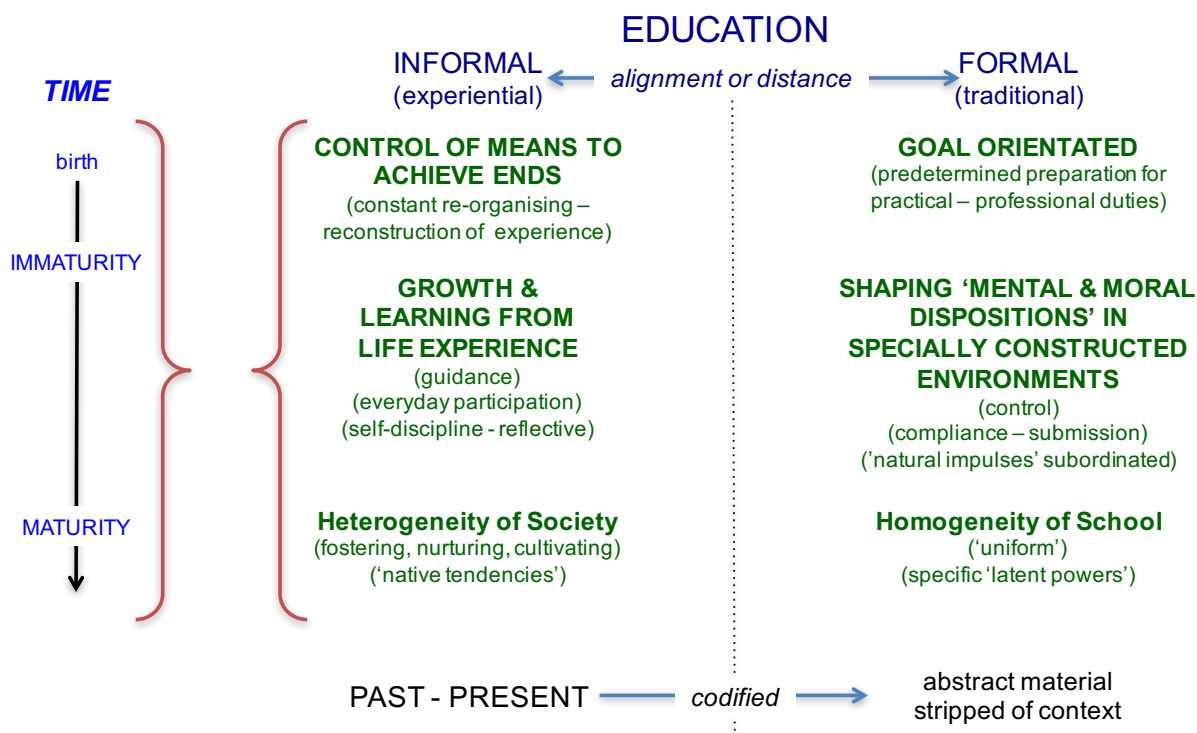 EDUCATION
INFORMAL
(experiential)
alignment or distance
FORMAL
(traditional)
TIME
birth
IMMATURITY
MATURITY
CONTROL OF MEANS TO
ACHIEVE ENDS
(constant re-organising –
reconstruction of experience)
GROWTH &
LEARNING FROM
LIFE EXPERIENCE
(guidance)
(everyday participation)
(self-discipline - reflective)
Heterogeneity of Society
(fostering, nurturing, cultivating)
('native tendencies')
GOAL ORIENTATED
(predetermined preparation for
practical – professional duties)
SHAPING 'MENTAL & MORAL
DISPOSITIONS' IN
SPECIALLY CONSTRUCTED
ENVIRONMENTS
(control)
(compliance – submission)
('natural impulses' subordinated)
Homogeneity of School
('uniform')
(specific 'latent powers')
PAST - PRESENT
codified
abstract material
stripped of context